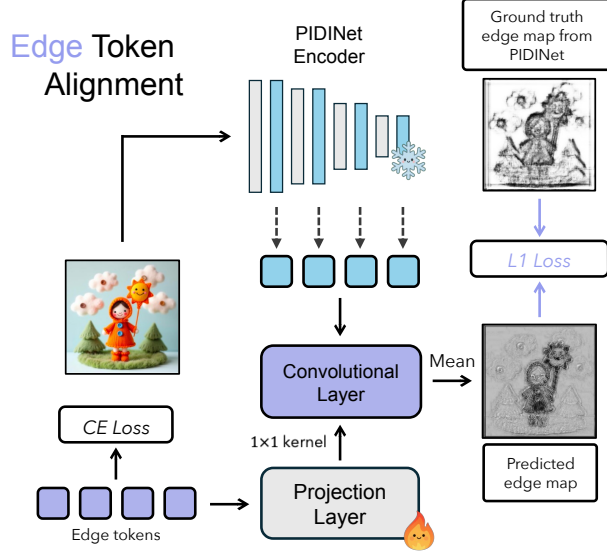 Edge Token
Alignment
PIDINet
Encoder
Ground truth
edge map from
PIDINet
L1 Loss
Convolutional
Layer
Mean
CE Loss
1×1 kernel
Projection
Layer
Predicted
edge map
Edge tokens